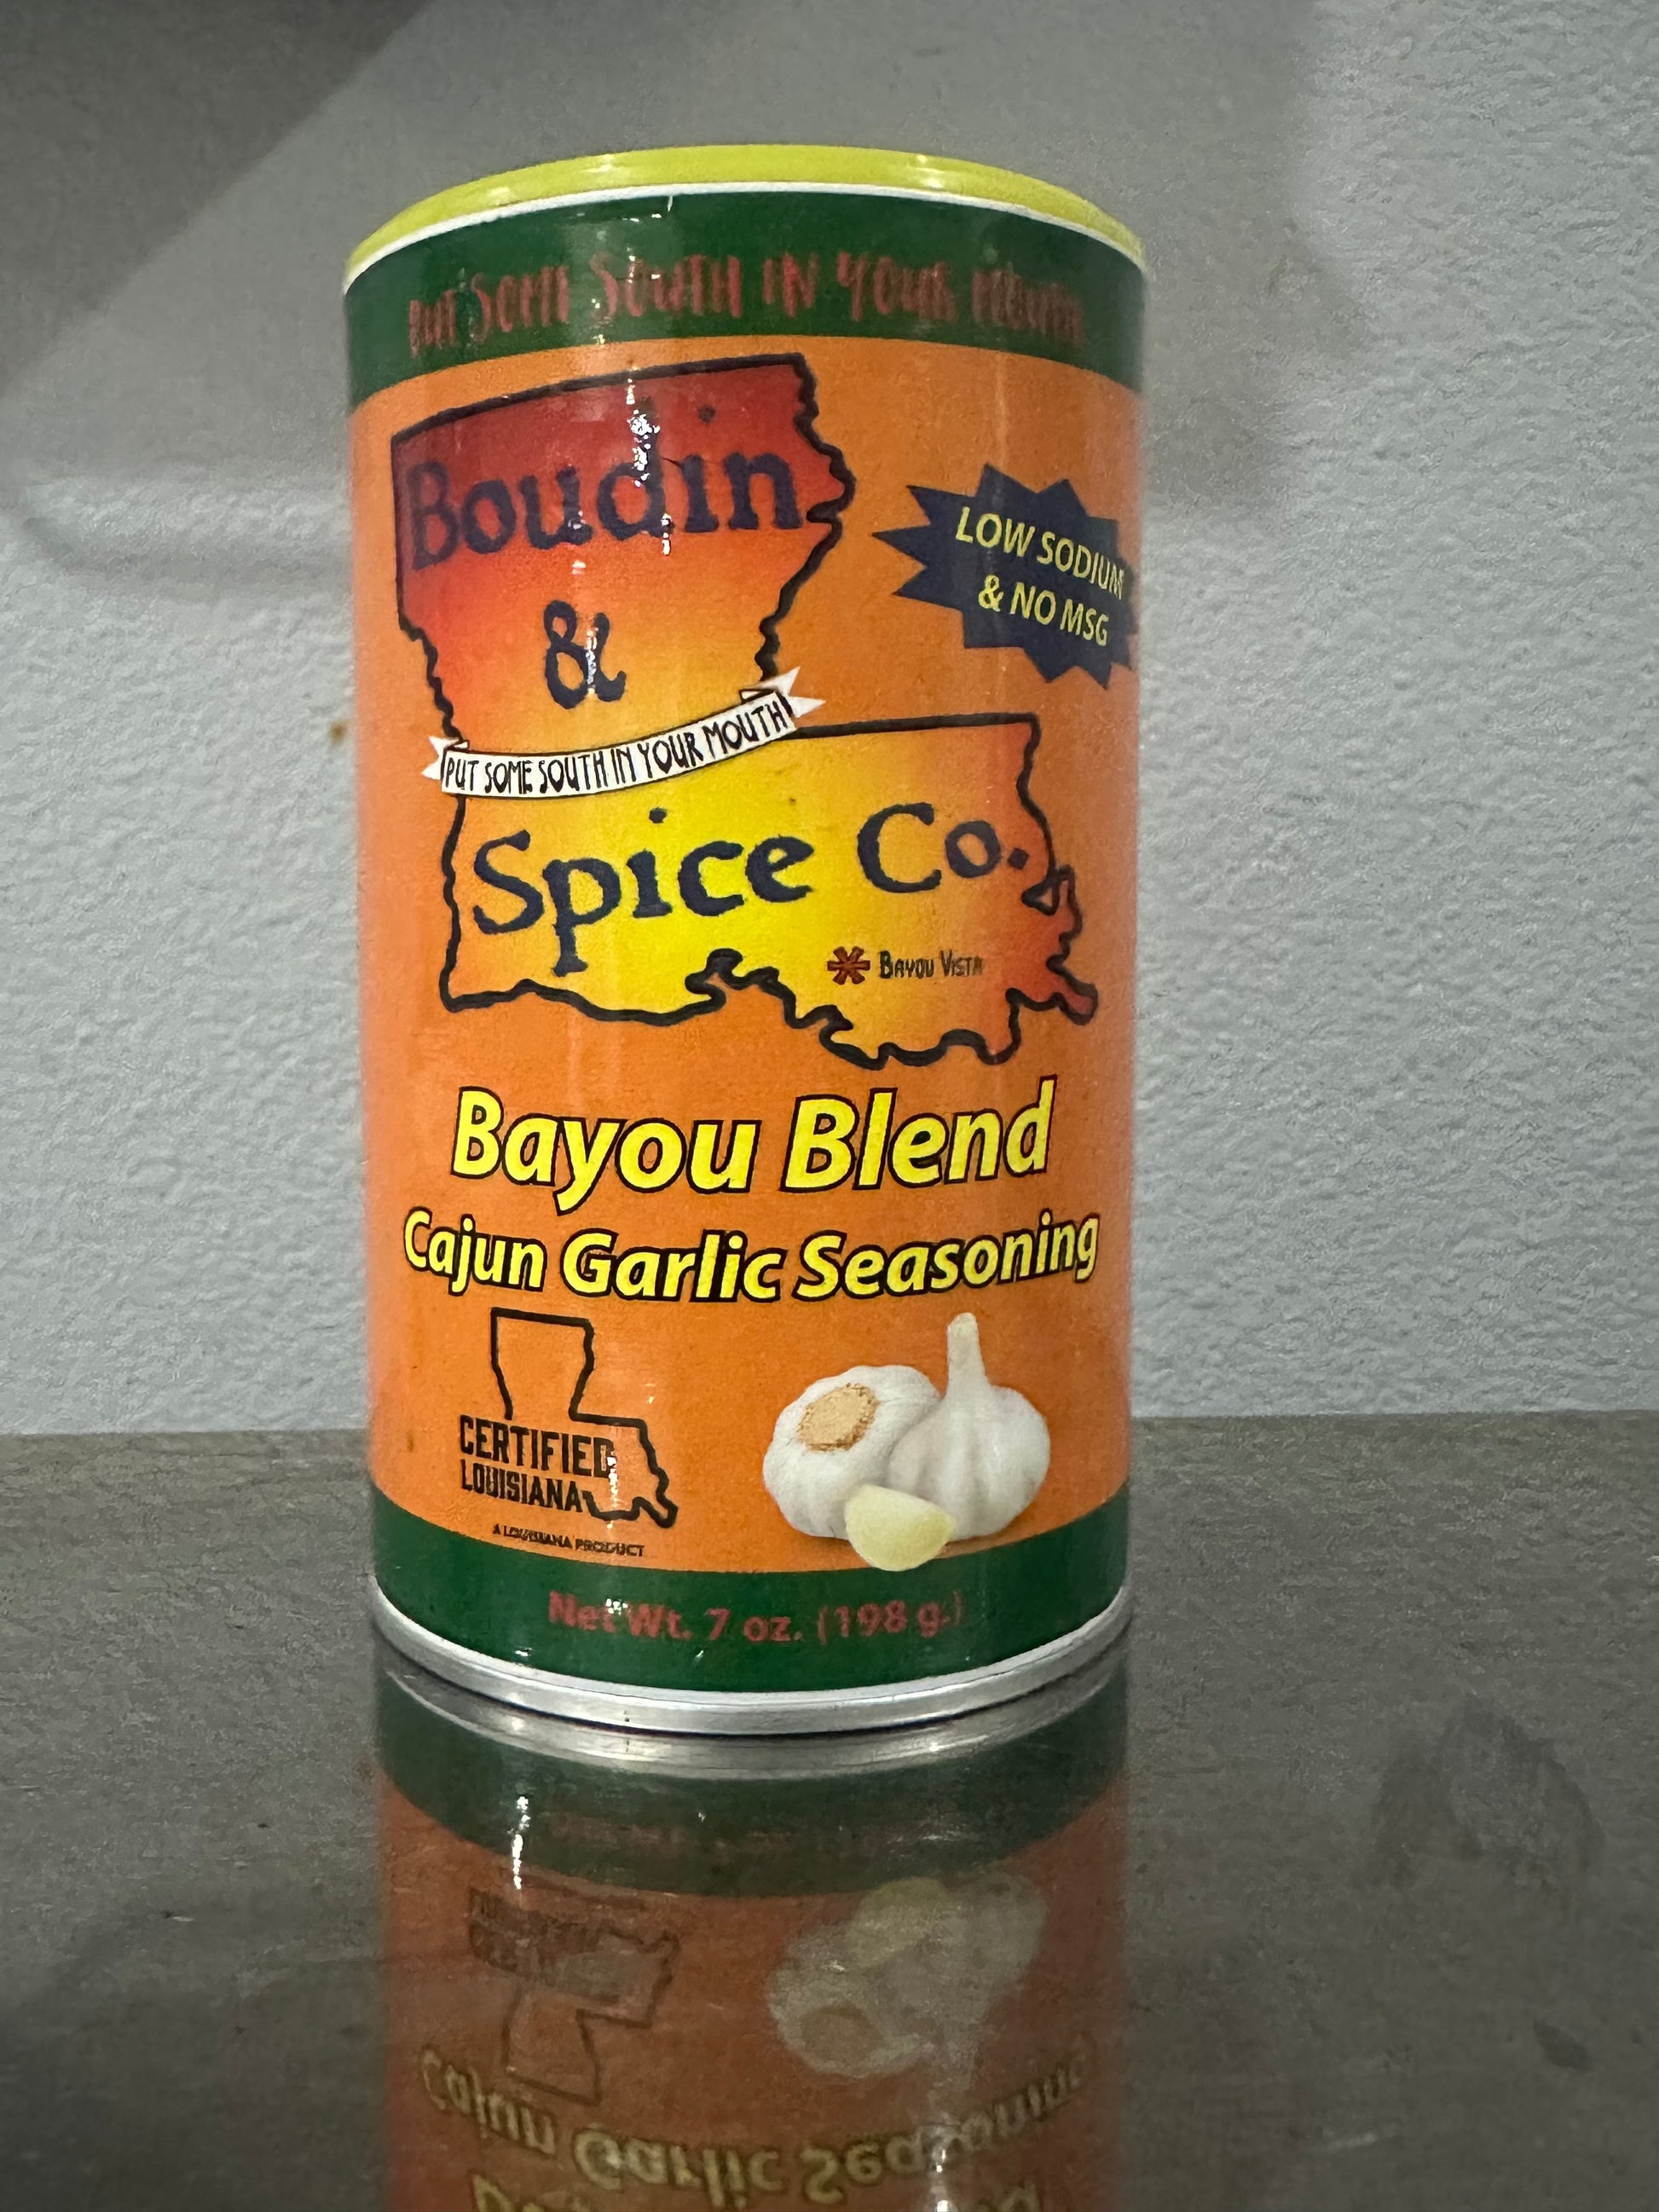 PUT SOME SOUTH IN YOUR MOUTH
Boudin
&
PUT SOME SOUTH IN YOUR MOUTH
Spice Co.
Bayou Vista
LOW SODIUM
& NO MSG
Bayou Blend
Cajun Garlic Seasoning
CERTIFIED
LOUISIANA
A LOUISIANA PRODUCT
Net Wt. 7 oz. (198 g.)